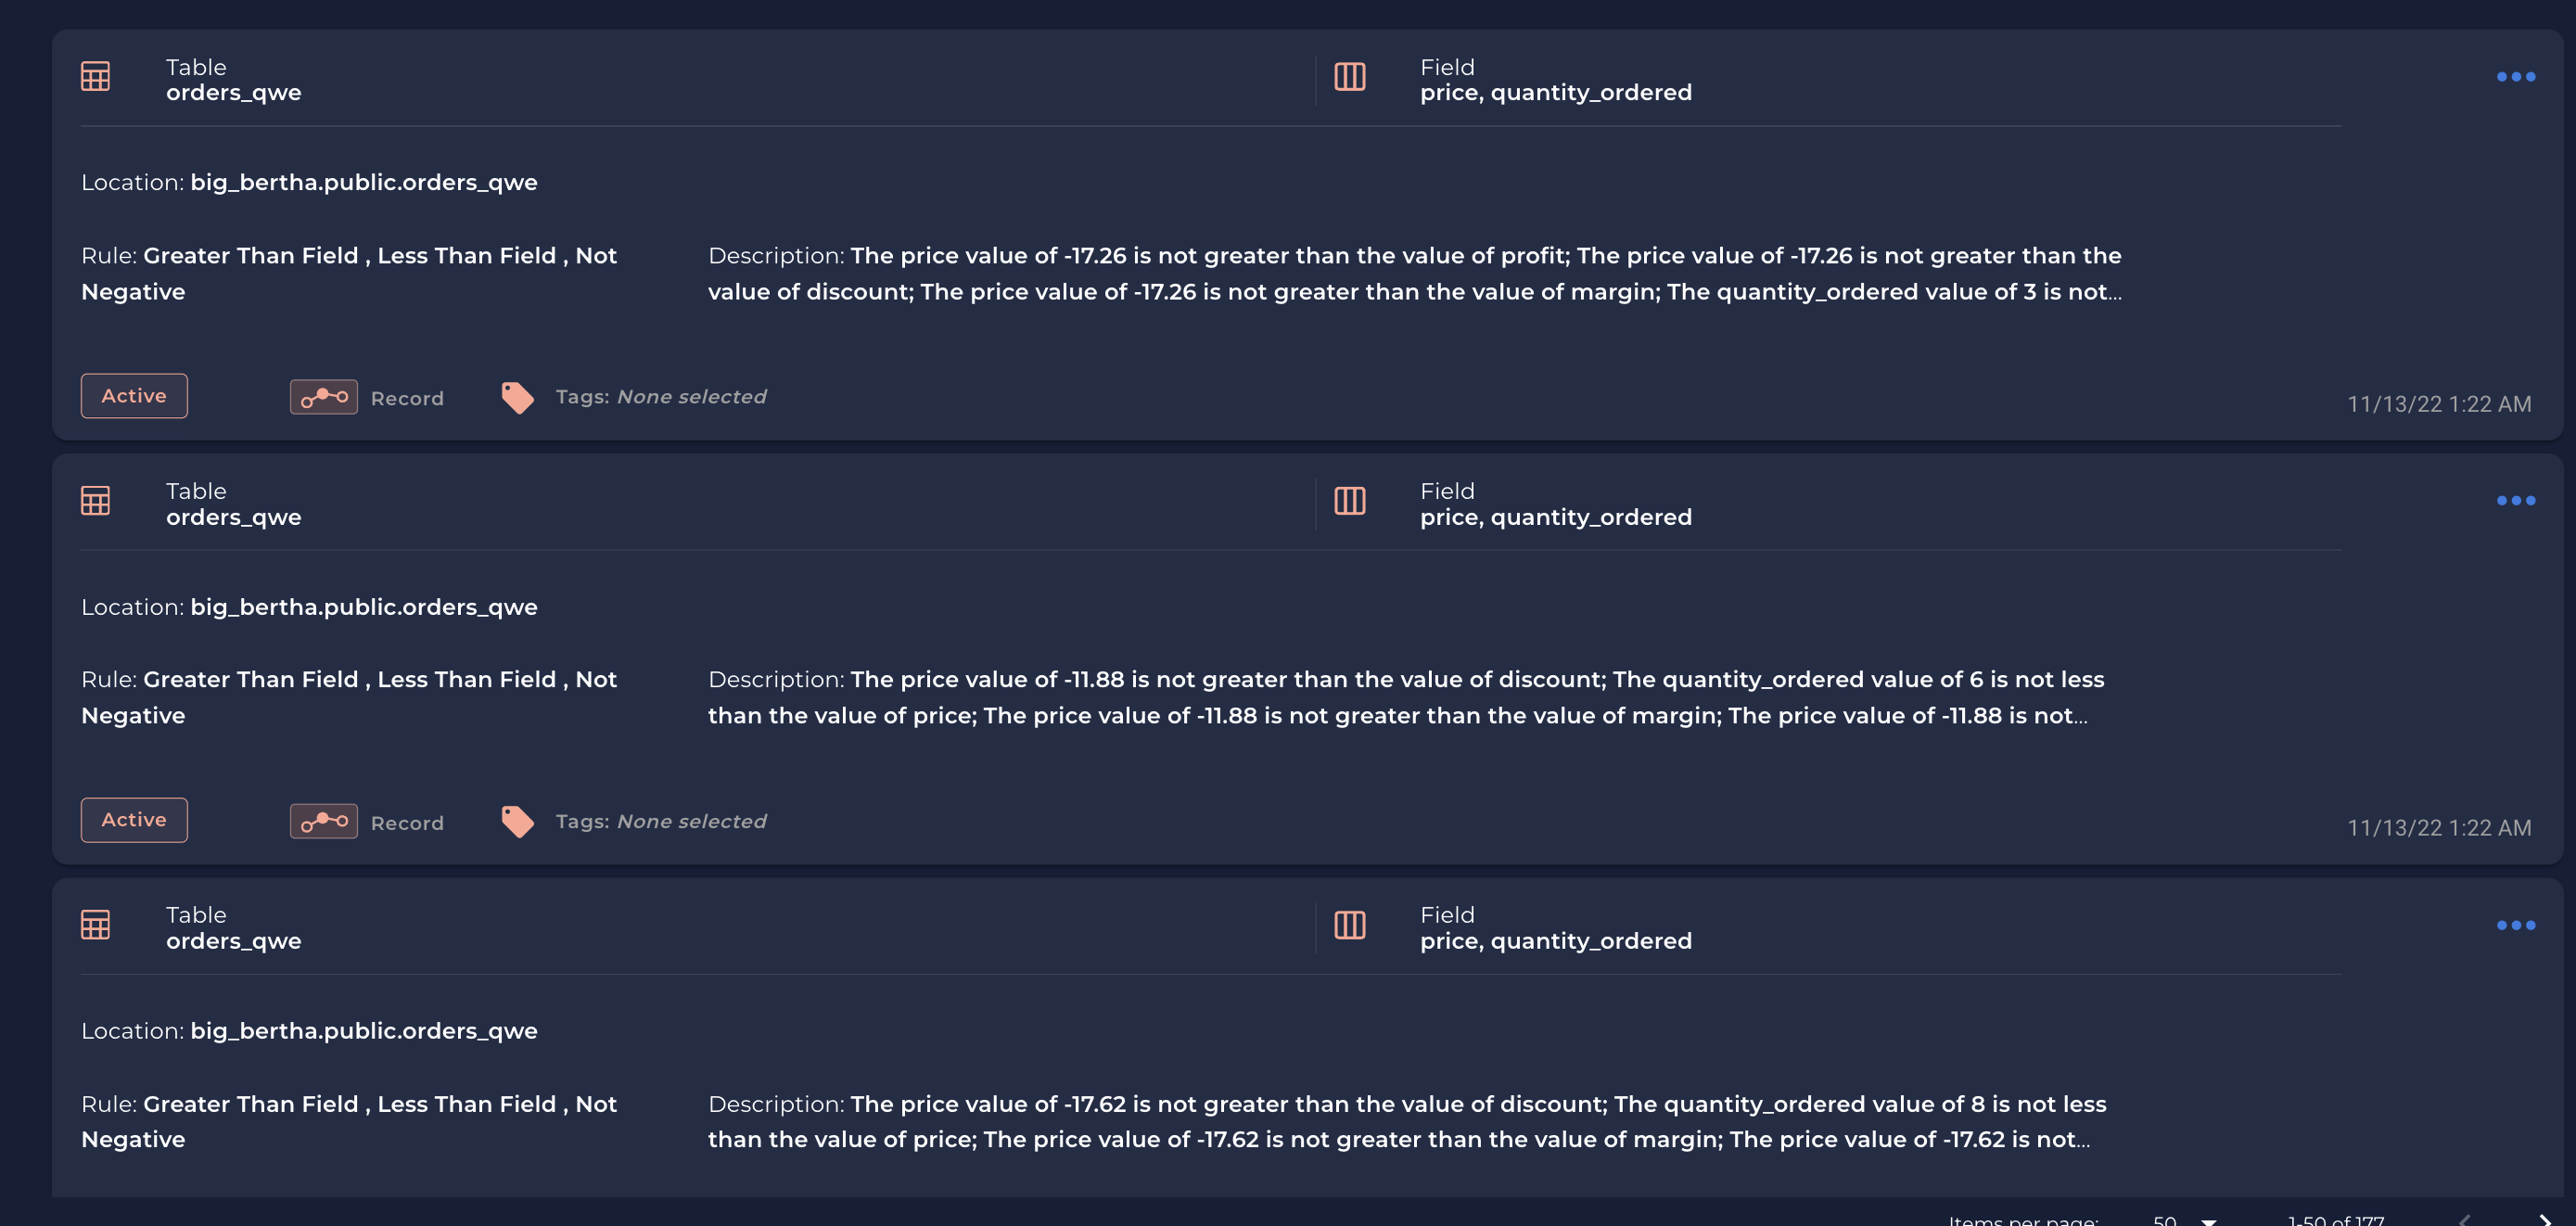 Table
orders_qwe
Field
price, quantity_ordered
Location: big_bertha.public.orders_qwe
Rule: Greater Than Field , Less Than Field , Not
Negative
Description: The price value of -17.26 is not greater than the value of profit; The price value of -17.26 is not greater than the
value of discount; The price value of -17.26 is not greater than the value of margin; The quantity_ordered value of 3 is not...
Active
Record
Tags: None selected
11/13/22 1:22 AM
Table
orders_qwe
Field
price, quantity_ordered
Location: big_bertha.public.orders_qwe
Rule: Greater Than Field , Less Than Field , Not
Negative
Description: The price value of -11.88 is not greater than the value of discount; The quantity_ordered value of 6 is not less
than the value of price; The price value of -11.88 is not greater than the value of margin; The price value of -11.88 is not...
Active
Record
Tags: None selected
11/13/22 1:22 AM
Table
orders_qwe
Field
price, quantity_ordered
Location: big_bertha.public.orders_qwe
Rule: Greater Than Field , Less Than Field , Not
Negative
Description: The price value of -17.62 is not greater than the value of discount; The quantity_ordered value of 8 is not less
than the value of price; The price value of -17.62 is not greater than the value of margin; The price value of -17.62 is not...
Items per page: 50 1-50 of 177